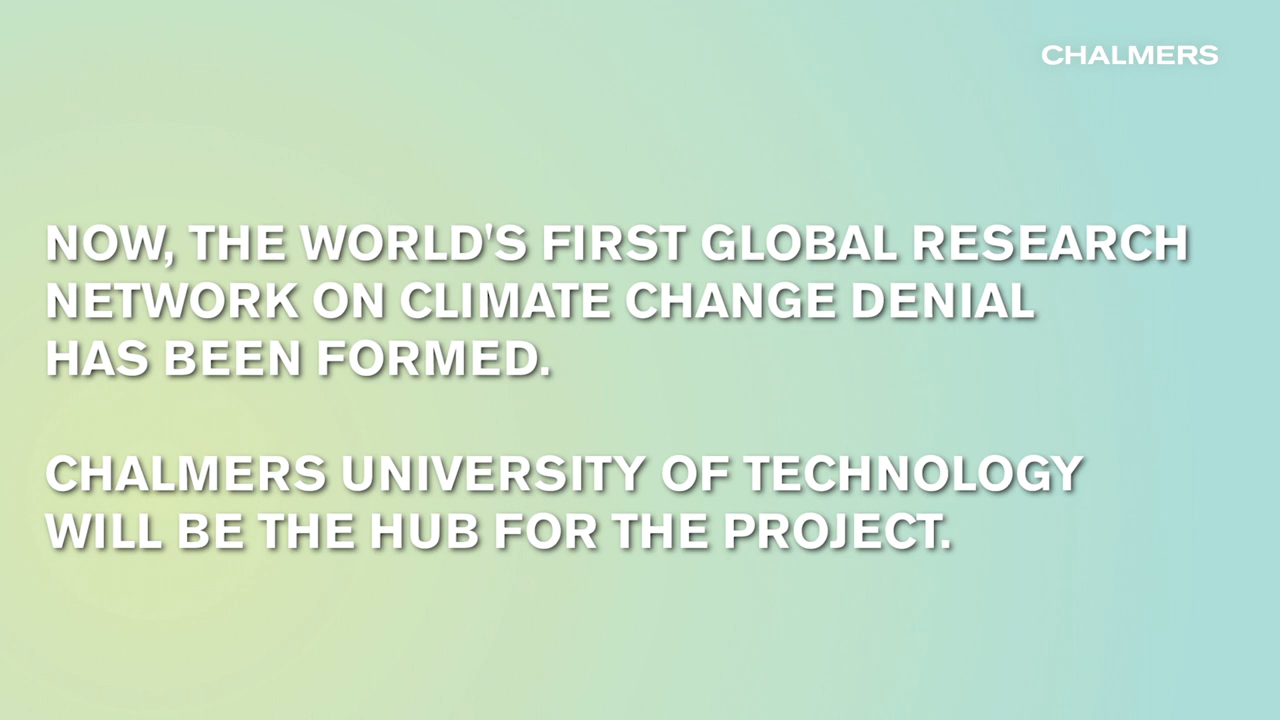 CHALMERS
NOW, THE WORLD'S FIRST GLOBAL RESEARCH
NETWORK ON CLIMATE CHANGE DENIAL
HAS BEEN FORMED.
CHALMERS UNIVERSITY OF TECHNOLOGY
WILL BE THE HUB FOR THE PROJECT.